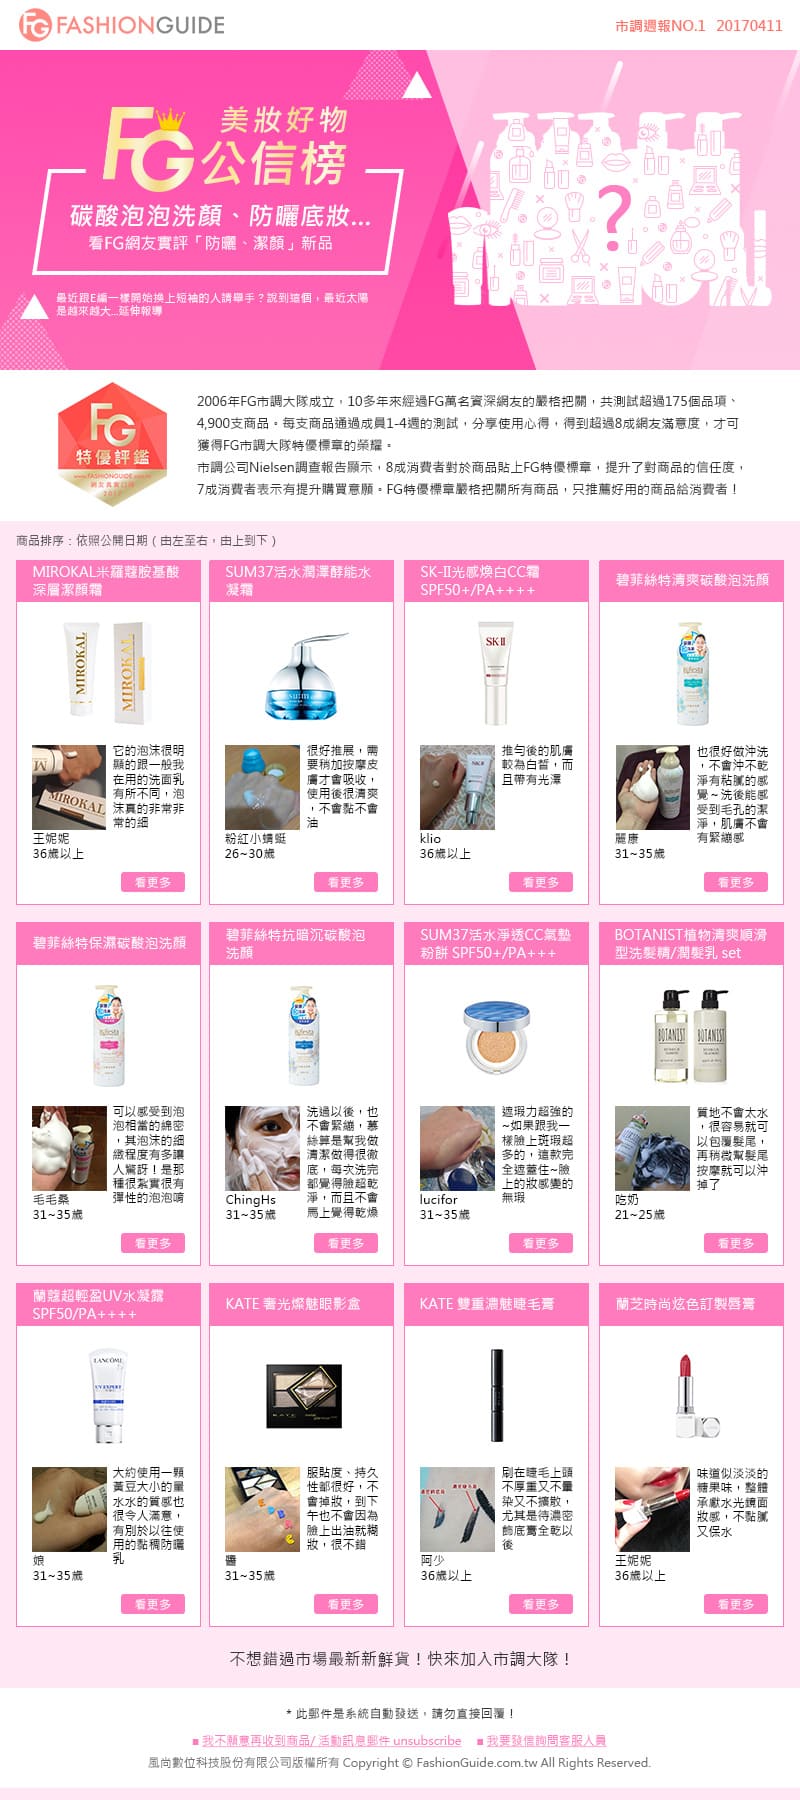 FG FASHIONGUIDE
市調週報NO.1 20170411
FG
美妝好物
公信榜
碳酸泡泡洗顏、防曬底妝...
看FG網友實評「防曬、潔顏」新品
?
最近跟E編一樣開始換上短袖的人請舉手？說到這個，最近太陽
是越來越大...延伸報導
FG
特優評鑑
www.FASHIONGUIDE.com.tw
網友真實口碑
2017
2006年FG市調大隊成立，10多年來經過FG萬名資深網友的嚴格把關，共測試超過175個品項、
4,900支商品。每支商品通過成員1-4週的測試，分享使用心得，得到超過8成網友滿意度，才可
獲得FG市調大隊特優標章的榮耀。
市調公司Nielsen調查報告顯示，8成消費者對於商品貼上FG特優標章，提升了對商品的信任度，
7成消費者表示有提升購買意願。FG特優標章嚴格把關所有商品，只推薦好用的商品給消費者！
商品排序：依照公開日期（由左至右，由上到下）
MIROKAL米羅蔻胺基酸
深層潔顏霜
MIROKAL
MIROKAL
MIROKAL
它的泡沫很明
顯的跟一般我
在用的洗面乳
有所不同，泡
沫真的非常非
常的細
王妮妮
36歲以上
看更多
SUM37活水潤澤酵能水
凝霜
su:m
很好推展，需
要稍加按摩皮
膚才會吸收，
使用後很清爽
，不會黏不會
油
粉紅小蜻蜓
26~30歲
看更多
SK-II光感煥白CC霜
SPF50+/PA++++
SK-II
SK-II
推勻後的肌膚
較為白皙，而
且帶有光澤
klio
36歲以上
看更多
碧菲絲特清爽碳酸泡洗顏
也很好做沖洗
，不會沖不乾
淨有粘膩的感
覺～洗後能感
受到毛孔的潔
淨，肌膚不會
有緊繃感
麗康
31~35歲
看更多
碧菲絲特保濕碳酸泡洗顏
可以感受到泡
泡相當的綿密
，其泡沫的細
緻程度有多讓
人驚訝！是那
種很紮實很有
彈性的泡泡唷
毛毛桑
31~35歲
看更多
碧菲絲特抗暗沉碳酸泡
洗顏
洗過以後，也
不會緊繃，慕
絲算是幫我做
清潔做得很徹
底，每次洗完
都覺得臉超乾
淨，而且不會
馬上覺得乾燥
ChingHs
31~35歲
看更多
SUM37活水淨透CC氣墊
粉餅 SPF50+/PA+++
遮瑕力超強的
~如果跟我一
樣臉上斑瑕超
多的，這款完
全遮蓋住~臉
上的妝感變的
無瑕
lucifor
31~35歲
看更多
BOTANIST植物清爽順滑
型洗髮精/潤髮乳 set
BOTANIST
BOTANIST
質地不會太水
，很容易就可
以包覆髮尾，
再稍微幫髮尾
按摩就可以沖
掉了
吃奶
21~25歲
看更多
蘭蔻超輕盈UV水凝露
SPF50/PA++++
LANCÔME
UV EXPERT
大約使用一顆
黃豆大小的量
水水的質感也
很令人滿意，
有別於以往使
用的黏稠防曬
乳
娘
31~35歲
看更多
KATE 奢光燦魅眼影盒
KATE
服貼度、持久
性都很好，不
會掉妝，到下
午也不會因為
臉上出油就糊
妝，很不錯
醬
31~35歲
看更多
KATE 雙重濃魅睫毛膏
刷在睫毛上頭
不厚重又不暈
染又不擴散，
尤其是待濃密
飾底膏全乾以
後
阿少
36歲以上
看更多
蘭芝時尚炫色訂製唇膏
味道似淡淡的
糖果味，整體
承獻水光鏡面
妝感，不黏膩
又保水
王妮妮
36歲以上
看更多
不想錯過市場最新新鮮貨！快來加入市調大隊！
* 此郵件是系統自動發送，請勿直接回覆！
■ 我不願意再收到商品/ 活動訊息郵件 unsubscribe ■ 我要發信詢問客服人員
風尚數位科技股份有限公司版權所有 Copyright © FashionGuide.com.tw All Rights Reserved.